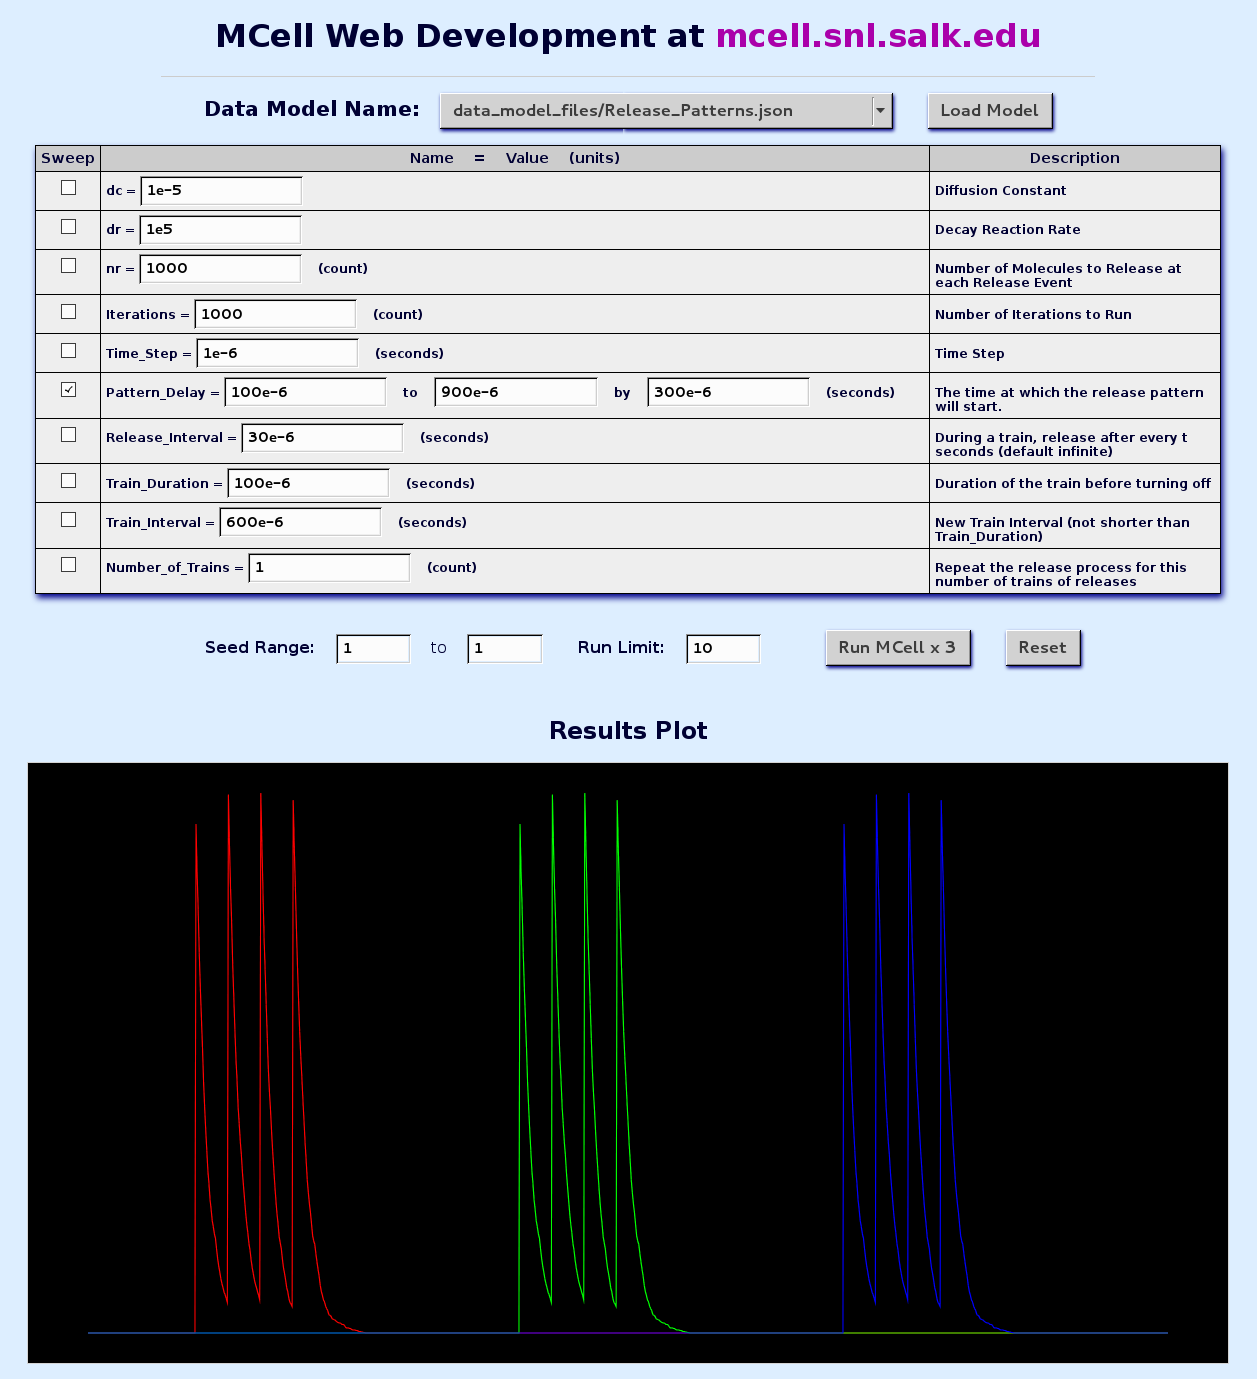 MCell Web Development at mcell.snl.salk.edu
Data Model Name: data_model_files/Release_Patterns.json Load Model
Sweep Name = Value (units) Description
dc = 1e-5 Diffusion Constant
dr = 1e5 Decay Reaction Rate
nr = 1000 (count) Number of Molecules to Release at
each Release Event
Iterations = 1000 (count) Number of Iterations to Run
Time_Step = 1e-6 (seconds) Time Step
Pattern_Delay = 100e-6 to 900e-6 by 300e-6 (seconds) The time at which the release pattern
will start.
Release_Interval = 30e-6 (seconds) During a train, release after every t
seconds (default infinite)
Train_Duration = 100e-6 (seconds) Duration of the train before turning off
Train_Interval = 600e-6 (seconds) New Train Interval (not shorter than
Train_Duration)
Number_of_Trains = 1 (count) Repeat the release process for this
number of trains of releases
Seed Range: 1 to 1 Run Limit: 10 Run MCell x 3 Reset
Results Plot